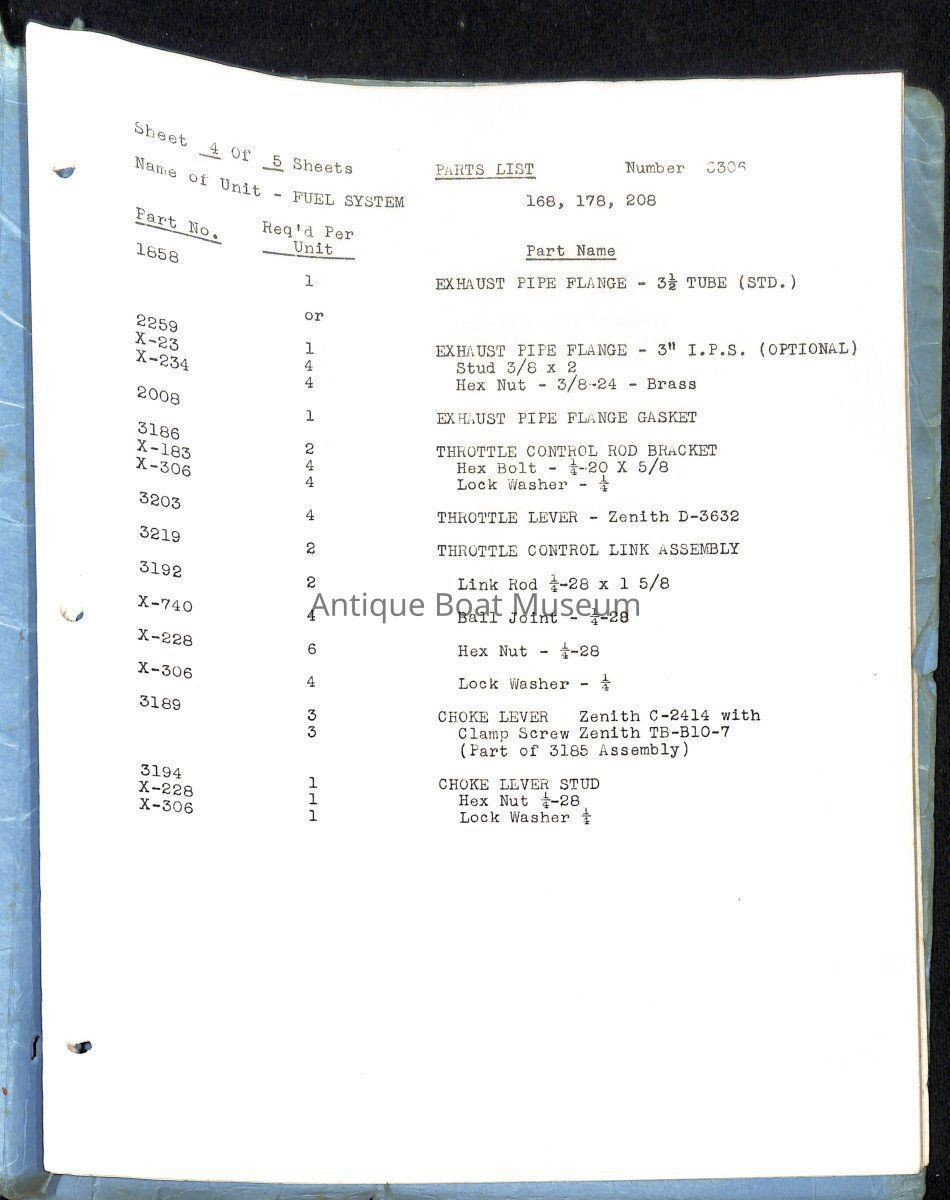 Sheet 4 Of 5 Sheets
PARTS LIST Number 3306
Name of Unit - FUEL SYSTEM
168, 178, 208
Part No. Req'd Per Unit Part Name
1858 1 EXHAUST PIPE FLANGE - 3½ TUBE (STD.)
or
2259 1 EXHAUST PIPE FLANGE - 3" I.P.S. (OPTIONAL)
X-23 4 Stud 3/8 x 2
X-234 4 Hex Nut - 3/8-24 - Brass
2008 1 EXHAUST PIPE FLANGE GASKET
3186 2 THROTTLE CONTROL ROD BRACKET
X-183 4 Hex Bolt - ¼-20 X 5/8
X-306 4 Lock Washer - ¼
3203 4 THROTTLE LEVER - Zenith D-3632
3219 2 THROTTLE CONTROL LINK ASSEMBLY
3192 2 Link Rod ¼-28 x 1 5/8
Antique Boat Museum
X-740 4 Ball Joint - ¼-28
X-228 6 Hex Nut - ¼-28
X-306 4 Lock Washer - ¼
3189 3 CHOKE LEVER Zenith C-2414 with
3 Clamp Screw Zenith TB-B10-7
(Part of 3185 Assembly)
3194 1 CHOKE LEVER STUD
X-228 1 Hex Nut ¼-28
X-306 1 Lock Washer ¼